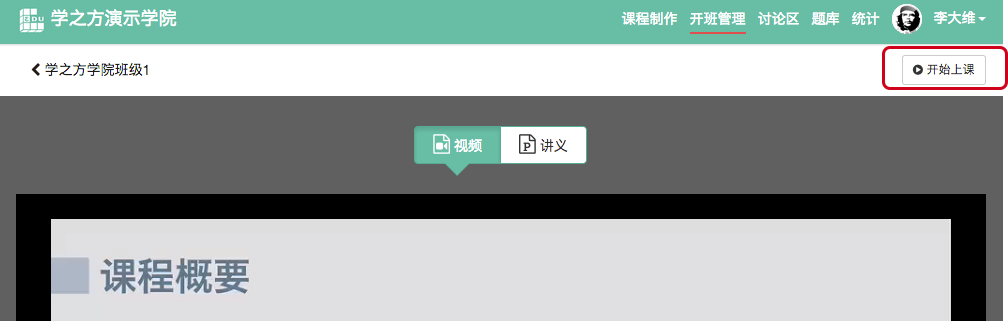 EDU 学之方演示学院
课程制作 开班管理 讨论区 题库 统计 李大维
学之方学院班级1
开始上课
视频 P 讲义
课程概要